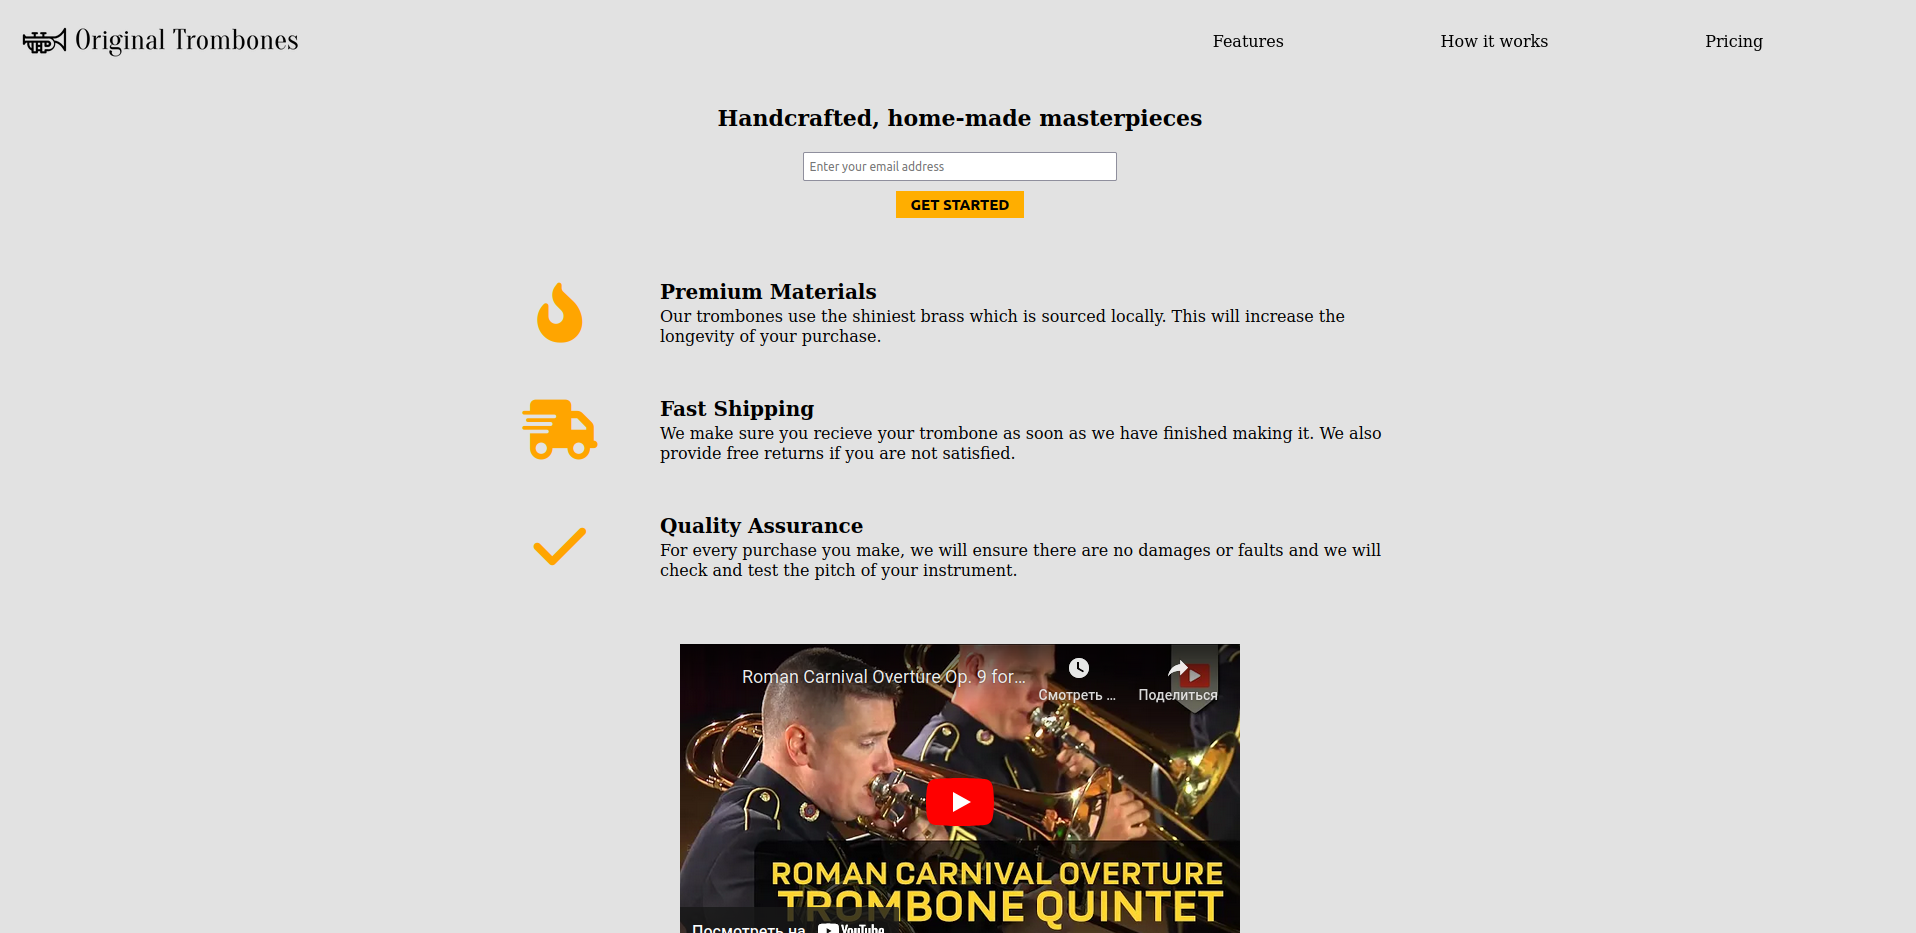 Original Trombones
Features
How it works
Pricing
Handcrafted, home-made masterpieces
Enter your email address
GET STARTED
Premium Materials
Our trombones use the shiniest brass which is sourced locally. This will increase the
longevity of your purchase.
Fast Shipping
We make sure you recieve your trombone as soon as we have finished making it. We also
provide free returns if you are not satisfied.
Quality Assurance
For every purchase you make, we will ensure there are no damages or faults and we will
check and test the pitch of your instrument.
Roman Carnival Overture Op. 9 for…
Смотреть …
Поделиться
ROMAN CARNIVAL OVERTURE
TROMBONE QUINTET
Посмотреть на YouTube